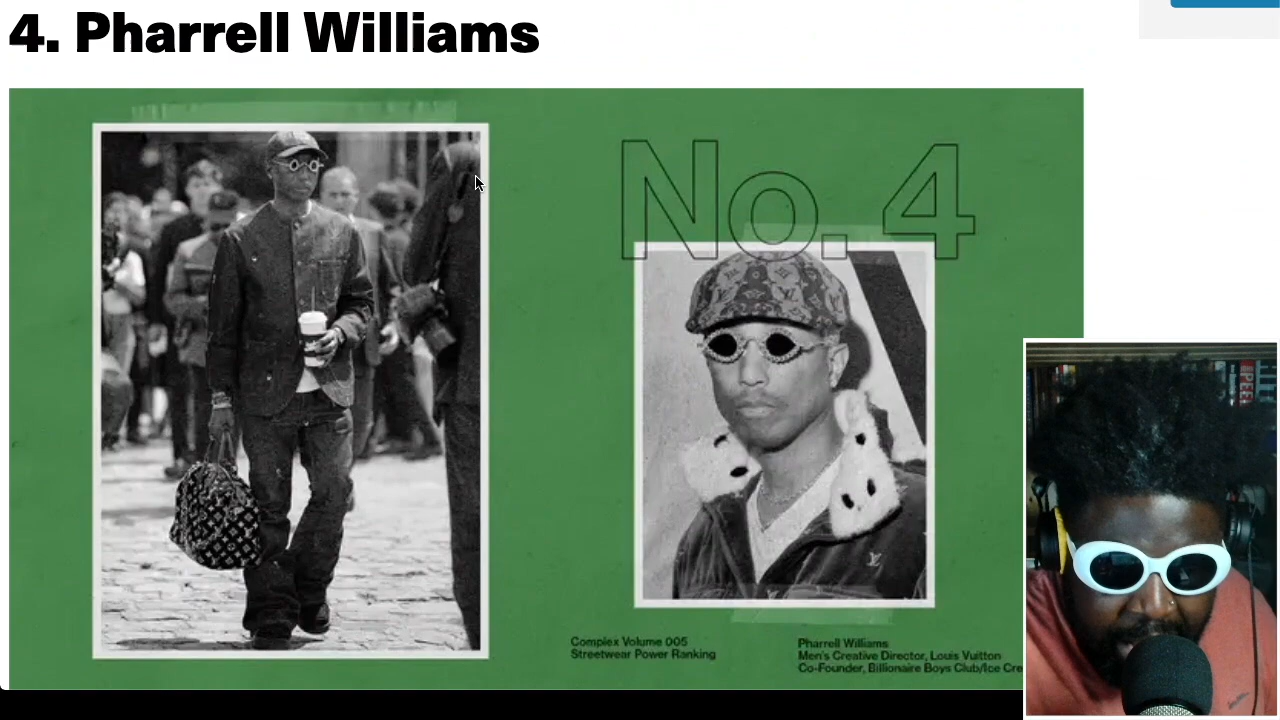 4. Pharrell Williams
No. 4
Complex Volume 005
Streetwear Power Ranking
Pharrell Williams
Men's Creative Director, Louis Vuitton
Co-Founder, Billionaire Boys Club/Ice Cre